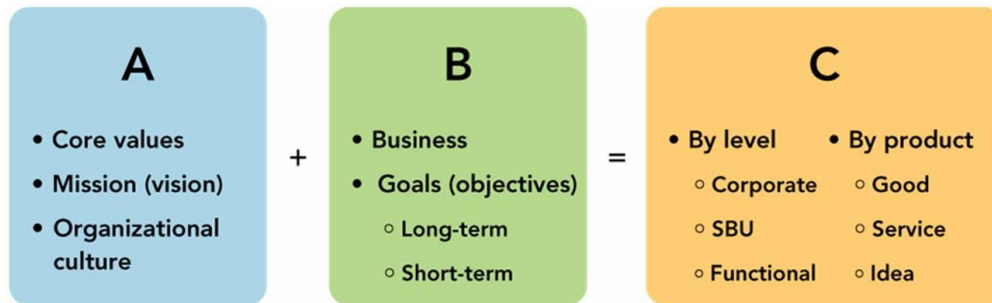 A
• Core values
• Mission (vision)
• Organizational
culture
+
B
• Business
• Goals (objectives)
○ Long-term
○ Short-term
=
C
• By level
○ Corporate
○ SBU
○ Functional
• By product
○ Good
○ Service
○ Idea